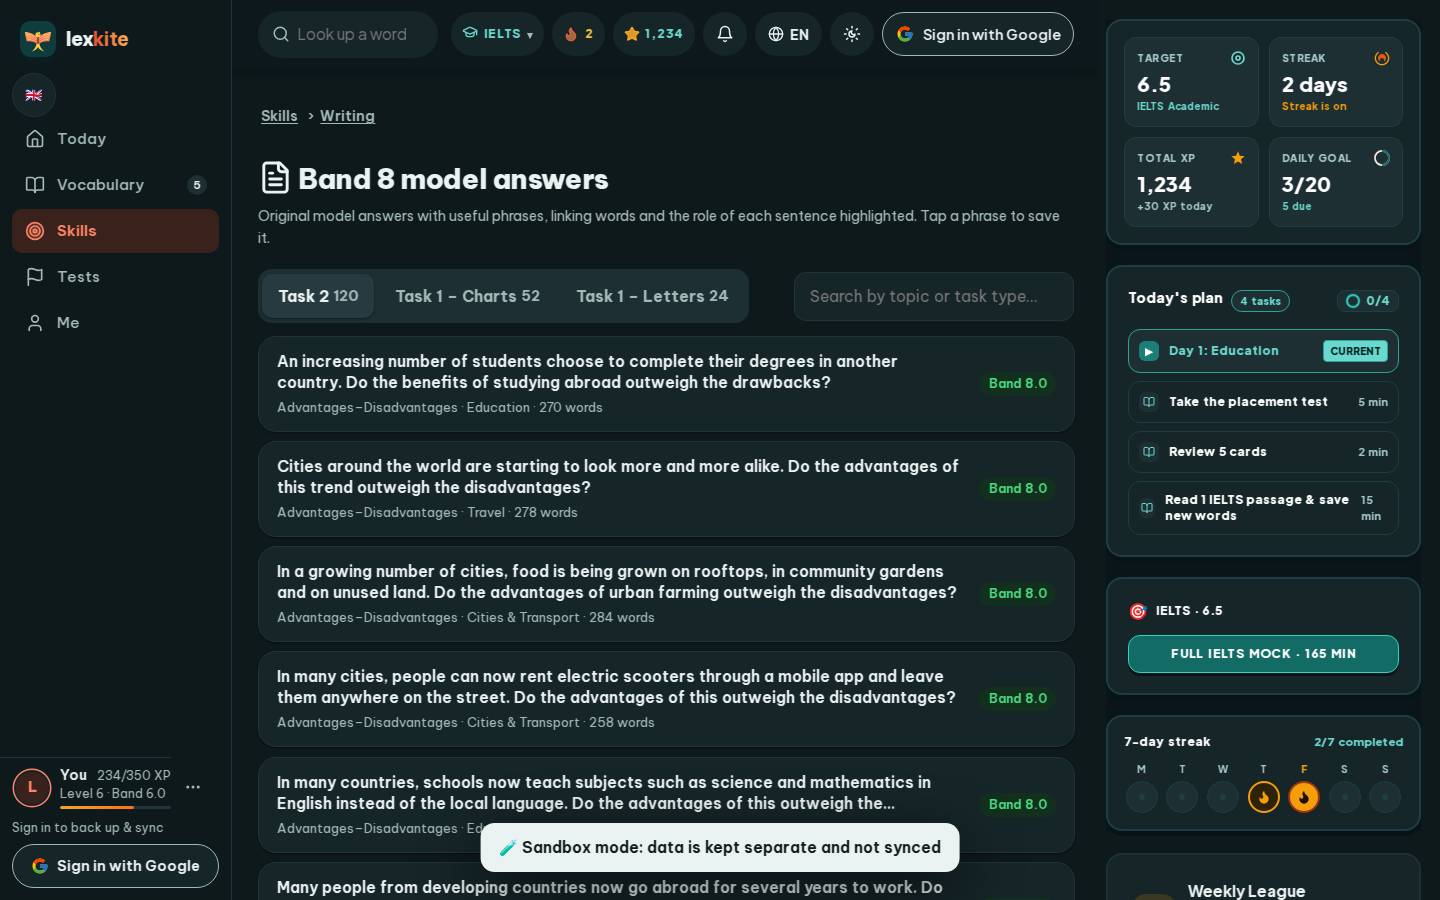 lexkite
Today
Vocabulary 5
Skills
Tests
Me
You 234/350 XP
Level 6 · Band 6.0
Sign in to back up & sync
Sign in with Google
Look up a word
IELTS ▾
2
1,234
EN
Sign in with Google
Skills › Writing
Band 8 model answers
Original model answers with useful phrases, linking words and the role of each sentence highlighted. Tap a phrase to save
it.
Task 2 120
Task 1 – Charts 52
Task 1 – Letters 24
Search by topic or task type...
An increasing number of students choose to complete their degrees in another
country. Do the benefits of studying abroad outweigh the drawbacks?
Advantages–Disadvantages · Education · 270 words
Band 8.0
Cities around the world are starting to look more and more alike. Do the advantages of
this trend outweigh the disadvantages?
Advantages–Disadvantages · Travel · 278 words
Band 8.0
In a growing number of cities, food is being grown on rooftops, in community gardens
and on unused land. Do the advantages of urban farming outweigh the disadvantages?
Advantages–Disadvantages · Cities & Transport · 284 words
Band 8.0
In many cities, people can now rent electric scooters through a mobile app and leave
them anywhere on the street. Do the advantages of this outweigh the disadvantages?
Advantages–Disadvantages · Cities & Transport · 258 words
Band 8.0
In many countries, schools now teach subjects such as science and mathematics in
English instead of the local language. Do the advantages of this outweigh the...
Advantages–Disadvantages · Ed
Band 8.0
🧪 Sandbox mode: data is kept separate and not synced
Many people from developing countries now go abroad for several years to work. Do
TARGET
6.5
IELTS Academic
STREAK
2 days
Streak is on
TOTAL XP
1,234
+30 XP today
DAILY GOAL
3/20
5 due
Today's plan 4 tasks 0/4
Day 1: Education CURRENT
Take the placement test 5 min
Review 5 cards 2 min
Read 1 IELTS passage & save
new words
15
min
IELTS · 6.5
FULL IELTS MOCK · 165 MIN
7-day streak 2/7 completed
M T W T F S S
Weekly League
L